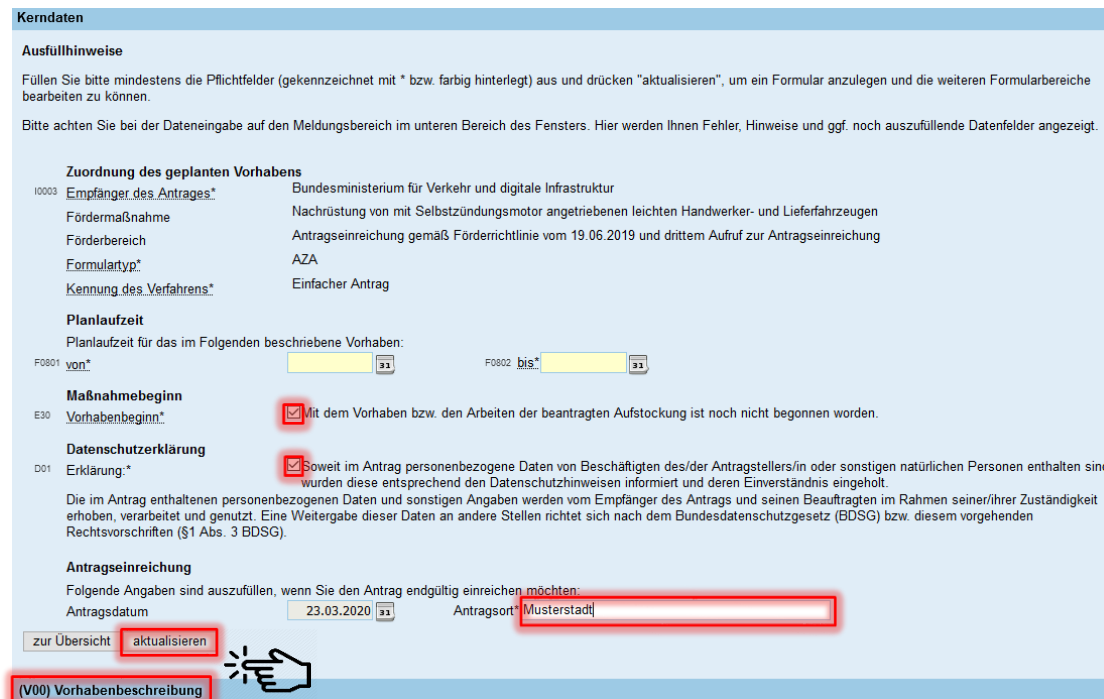 Kerndaten
Ausfüllhinweise
Füllen Sie bitte mindestens die Pflichtfelder (gekennzeichnet mit * bzw. farbig hinterlegt) aus und drücken "aktualisieren", um ein Formular anzulegen und die weiteren Formularbereiche
bearbeiten zu können.
Bitte achten Sie bei der Dateneingabe auf den Meldungsbereich im unteren Bereich des Fensters. Hier werden Ihnen Fehler, Hinweise und ggf. noch auszufüllende Datenfelder angezeigt.
Zuordnung des geplanten Vorhabens
I0003 Empfänger des Antrages* Bundesministerium für Verkehr und digitale Infrastruktur
Fördermaßnahme Nachrüstung von mit Selbstzündungsmotor angetriebenen leichten Handwerker- und Lieferfahrzeugen
Förderbereich Antragseinreichung gemäß Förderrichtlinie vom 19.06.2019 und drittem Aufruf zur Antragseinreichung
Formulartyp* AZA
Kennung des Verfahrens* Einfacher Antrag
Planlaufzeit
Planlaufzeit für das im Folgenden beschriebene Vorhaben:
F0801 von* 31 F0802 bis* 31
Maßnahmebeginn
E30 Vorhabenbeginn* Mit dem Vorhaben bzw. den Arbeiten der beantragten Aufstockung ist noch nicht begonnen worden.
Datenschutzerklärung
D01 Erklärung:* Soweit im Antrag personenbezogene Daten von Beschäftigten des/der Antragstellers/in oder sonstigen natürlichen Personen enthalten sin
wurden diese entsprechend den Datenschutzhinweisen informiert und deren Einverständnis eingeholt.
Die im Antrag enthaltenen personenbezogenen Daten und sonstigen Angaben werden vom Empfänger des Antrags und seinen Beauftragten im Rahmen seiner/ihrer Zuständigkeit
erhoben, verarbeitet und genutzt. Eine Weitergabe dieser Daten an andere Stellen richtet sich nach dem Bundesdatenschutzgesetz (BDSG) bzw. diesem vorgehenden
Rechtsvorschriften (§1 Abs. 3 BDSG).
Antragseinreichung
Folgende Angaben sind auszufüllen, wenn Sie den Antrag endgültig einreichen möchten:
Antragsdatum 23.03.2020 31 Antragsort* Musterstadt
zur Übersicht aktualisieren
(V00) Vorhabenbeschreibung